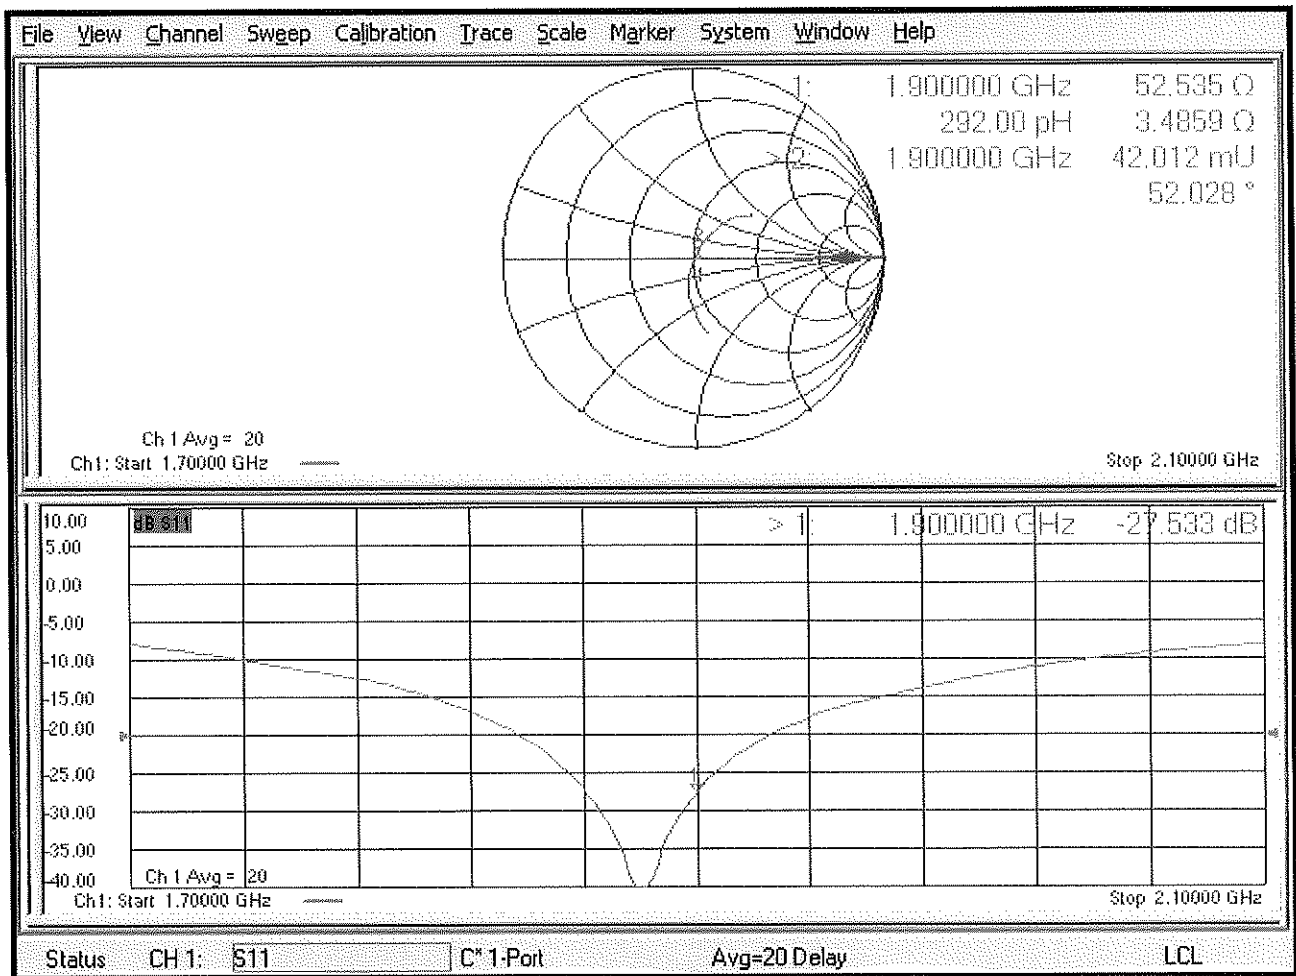 File View Channel Sweep Calibration Trace Scale Marker System Window Help
1: 1.900000 GHz 52.535 Ω
292.00 pH 3.4859 Ω
> 2: 1.900000 GHz 42.012 mU
52.028 °
Ch 1 Avg = 20
Ch1: Start 1.70000 GHz
Stop 2.10000 GHz
10.00 dB S11 > 1: 1.900000 GHz -27.533 dB
5.00
0.00
-5.00
-10.00
-15.00
-20.00
-25.00
-30.00
-35.00
-40.00
Ch 1 Avg = 20
Ch1: Start 1.70000 GHz
Stop 2.10000 GHz
Status CH 1: S11 C* 1-Port Avg=20 Delay LCL